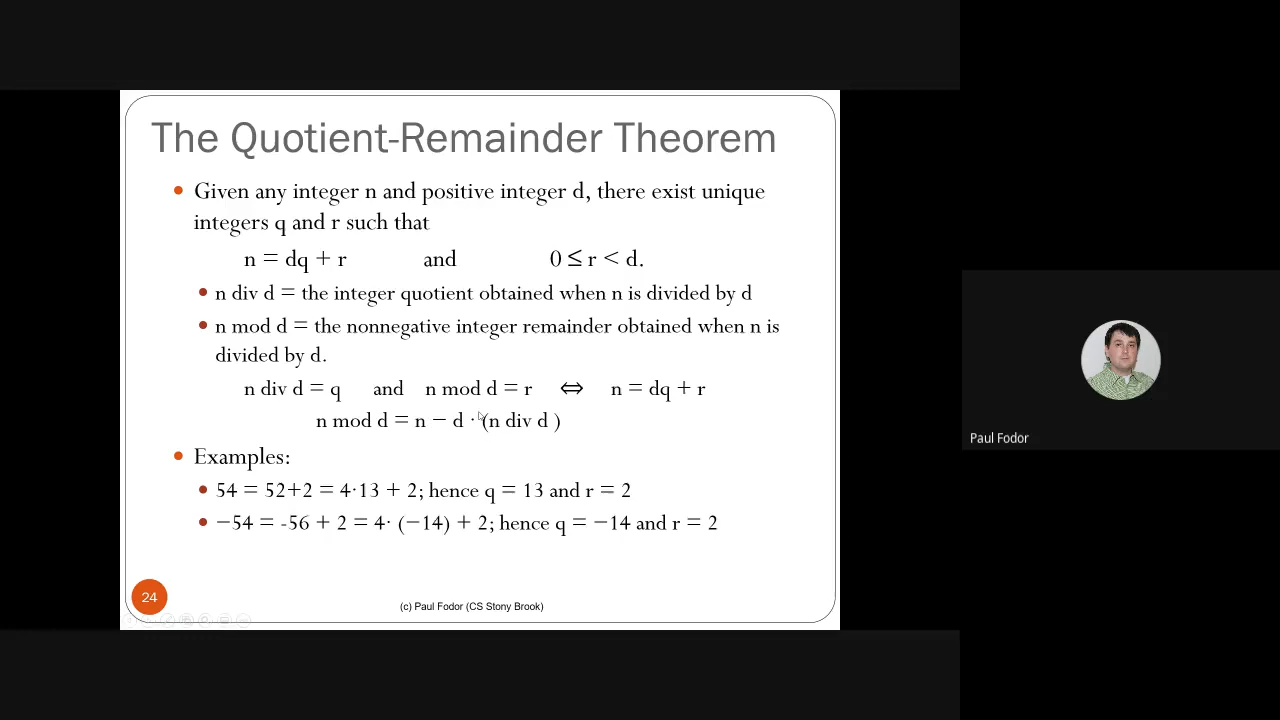 The Quotient-Remainder Theorem
• Given any integer n and positive integer d, there exist unique
integers q and r such that
n = dq + r and 0 ≤ r < d.
• n div d = the integer quotient obtained when n is divided by d
• n mod d = the nonnegative integer remainder obtained when n is
divided by d.
n div d = q and n mod d = r ⇔ n = dq + r
n mod d = n − d · (n div d )
• Examples:
• 54 = 52+2 = 4·13 + 2; hence q = 13 and r = 2
• −54 = -56 + 2 = 4· (−14) + 2; hence q = −14 and r = 2
24
(c) Paul Fodor (CS Stony Brook)
Paul Fodor